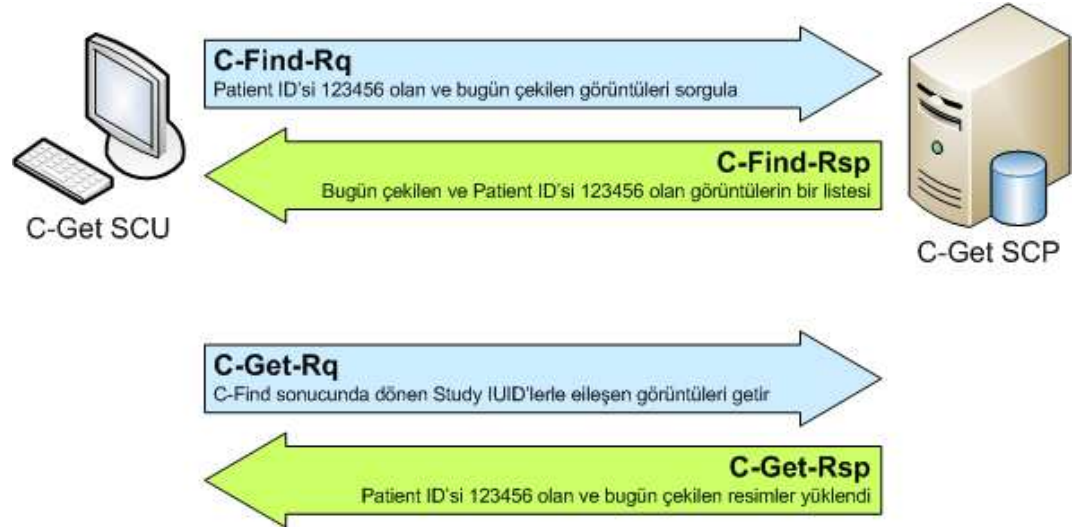 C-Find-Rq
Patient ID'si 123456 olan ve bugün çekilen görüntüleri sorgula
C-Find-Rsp
Bugün çekilen ve Patient ID'si 123456 olan görüntülerin bir listesi
C-Get SCU
C-Get SCP
C-Get-Rq
C-Find sonucunda dönen Study IUID'lerle eileşen görüntüleri getir
C-Get-Rsp
Patient ID'si 123456 olan ve bugün çekilen resimler yüklendi